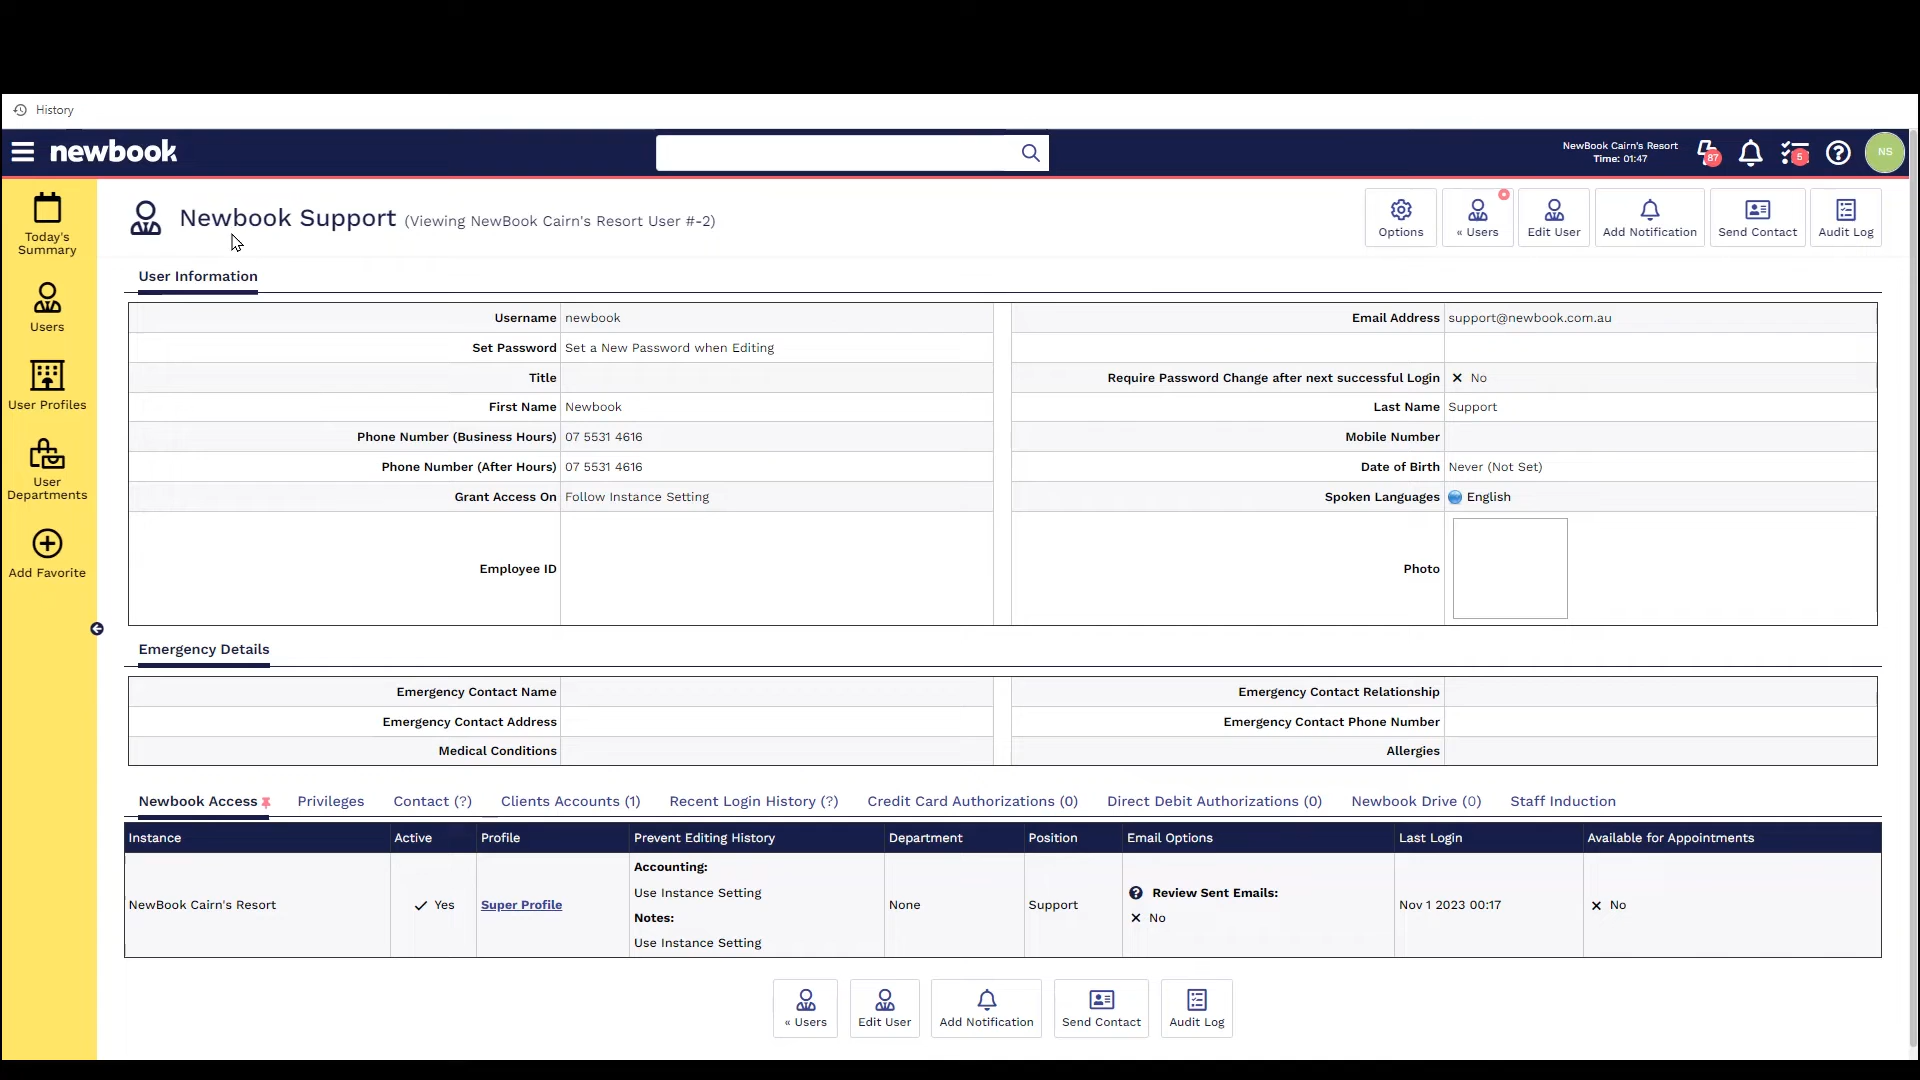 History
newbook
NewBook Cairn's Resort
Time: 01:47
87
5
NS
Today's
Summary
Users
User Profiles
User
Departments
Add Favorite
Newbook Support (Viewing NewBook Cairn's Resort User #-2)
Options
« Users
Edit User
Add Notification
Send Contact
Audit Log
User Information
Username newbook
Email Address support@newbook.com.au
Set Password Set a New Password when Editing
Title
Require Password Change after next successful Login No
First Name Newbook
Last Name Support
Phone Number (Business Hours) 07 5531 4616
Mobile Number
Phone Number (After Hours) 07 5531 4616
Date of Birth Never (Not Set)
Grant Access On Follow Instance Setting
Spoken Languages English
Employee ID
Photo
Emergency Details
Emergency Contact Name
Emergency Contact Relationship
Emergency Contact Address
Emergency Contact Phone Number
Medical Conditions
Allergies
Newbook Access Privileges Contact (?) Clients Accounts (1) Recent Login History (?) Credit Card Authorizations (0) Direct Debit Authorizations (0) Newbook Drive (0) Staff Induction
Instance Active Profile Prevent Editing History Department Position Email Options Last Login Available for Appointments
NewBook Cairn's Resort
Yes
Super Profile
Accounting:
Use Instance Setting
Notes:
Use Instance Setting
None
Support
Review Sent Emails:
No
Nov 1 2023 00:17
No
« Users
Edit User
Add Notification
Send Contact
Audit Log